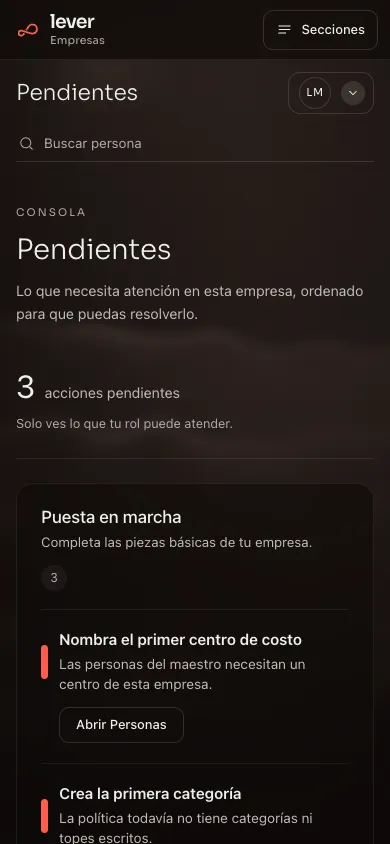 lever
Empresas
Secciones
Pendientes
LM
Buscar persona
CONSOLA
Pendientes
Lo que necesita atención en esta empresa, ordenado
para que puedas resolverlo.
3 acciones pendientes
Solo ves lo que tu rol puede atender.
Puesta en marcha
Completa las piezas básicas de tu empresa.
3
Nombra el primer centro de costo
Las personas del maestro necesitan un
centro de esta empresa.
Abrir Personas
Crea la primera categoría
La política todavía no tiene categorías ni
topes escritos.